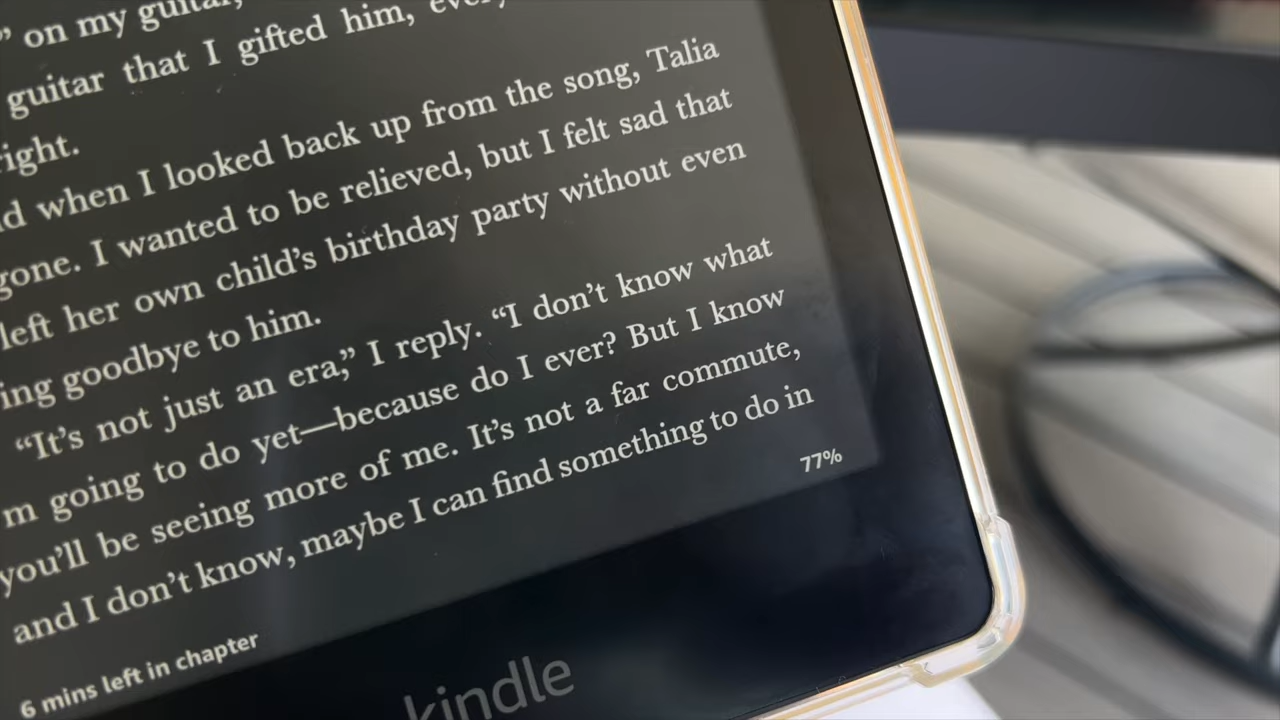 ” on my guitar,
guitar that I gifted him,
right.
when I looked back up from the song, Talia
gone. I wanted to be relieved, but I felt sad that
left her own child’s birthday party without even
ing goodbye to him.
“It’s not just an era,” I reply. “I don’t know what
m going to do yet—because do I ever? But I know
you’ll be seeing more of me. It’s not a far commute,
and I don’t know, maybe I can find something to do in
77%
6 mins left in chapter
kindle